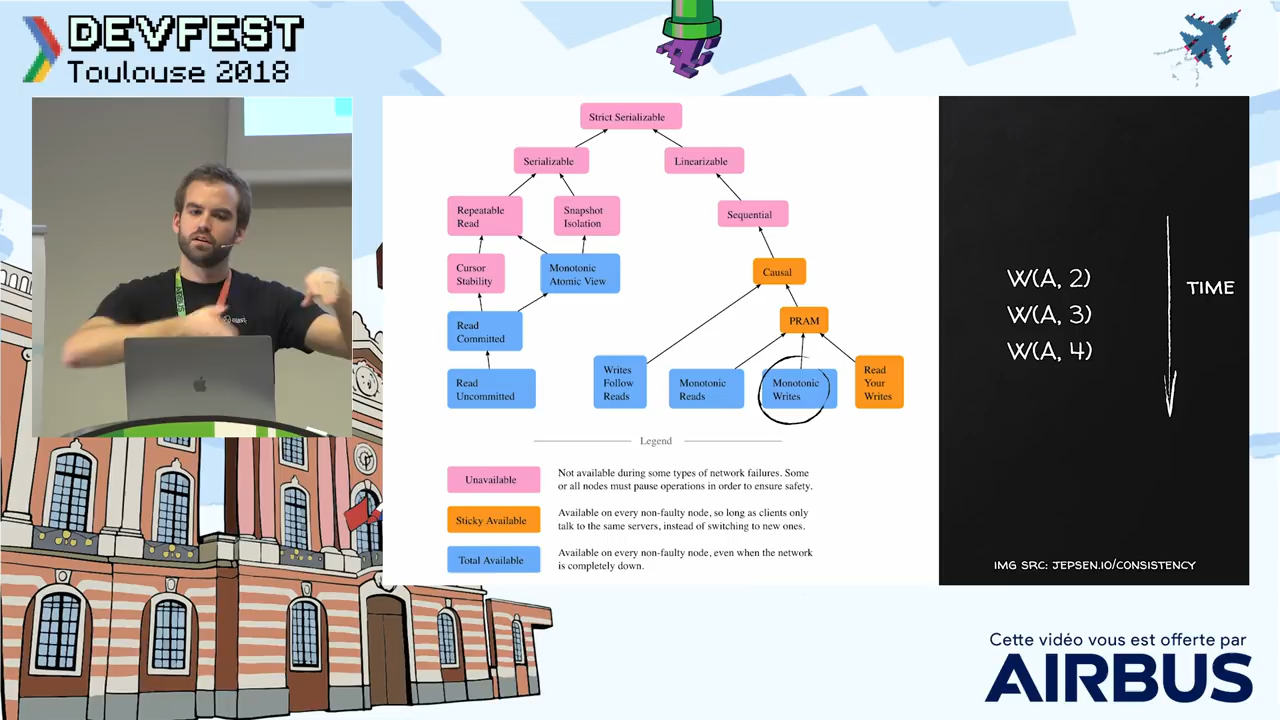 DEVFEST
Toulouse 2018
Strict Serializable
Serializable
Linearizable
Repeatable
Read
Snapshot
Isolation
Sequential
Cursor
Stability
Monotonic
Atomic View
Causal
Read
Committed
PRAM
Read
Uncommitted
Writes
Follow
Reads
Monotonic
Reads
Monotonic
Writes
Read
Your
Writes
Legend
Unavailable
Not available during some types of network failures. Some
or all nodes must pause operations in order to ensure safety.
Sticky Available
Available on every non-faulty node, so long as clients only
talk to the same servers, instead of switching to new ones.
Total Available
Available on every non-faulty node, even when the network
is completely down.
W(A, 2)
W(A, 3)
W(A, 4)
TIME
IMG SRC: JEPSEN.IO/CONSISTENCY
Cette vidéo vous est offerte par
AIRBUS